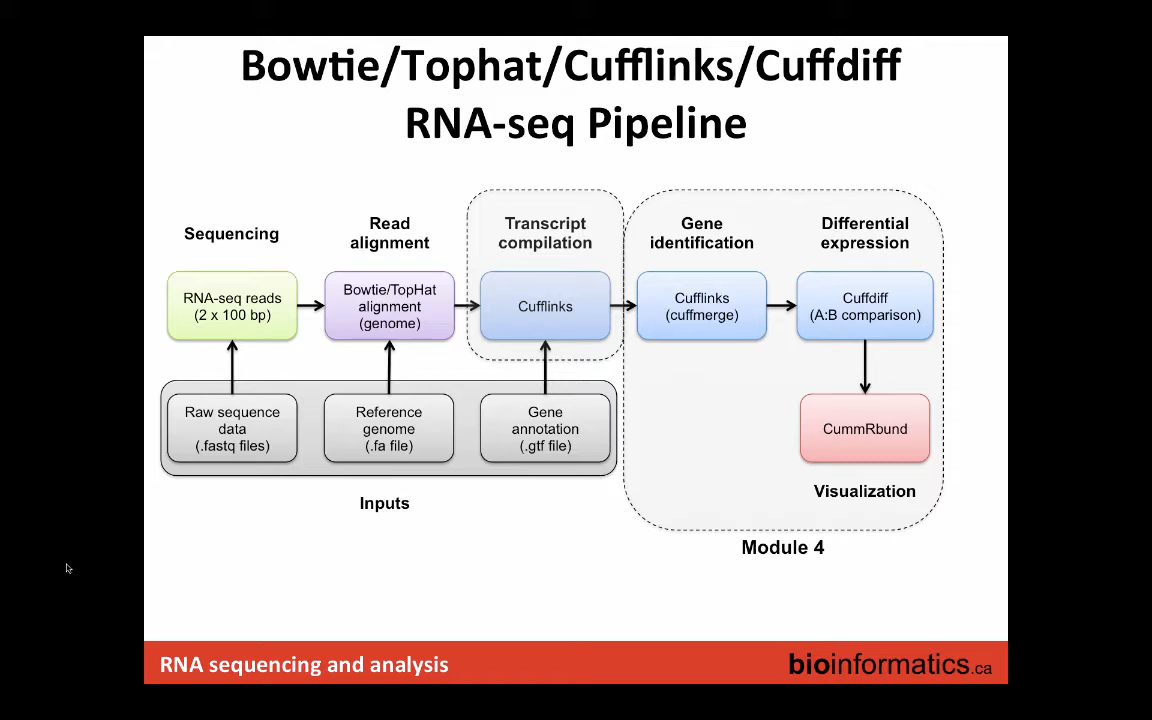 Bowtie/Tophat/Cufflinks/Cuffdiff
RNA-seq Pipeline
Sequencing
Read
alignment
Transcript
compilation
Gene
identification
Differential
expression
RNA-seq reads
(2 x 100 bp)
Bowtie/TopHat
alignment
(genome)
Cufflinks
Cufflinks
(cuffmerge)
Cuffdiff
(A:B comparison)
Raw sequence
data
(.fastq files)
Reference
genome
(.fa file)
Gene
annotation
(.gtf file)
CummRbund
Inputs
Visualization
Module 4
RNA sequencing and analysis
bioinformatics.ca